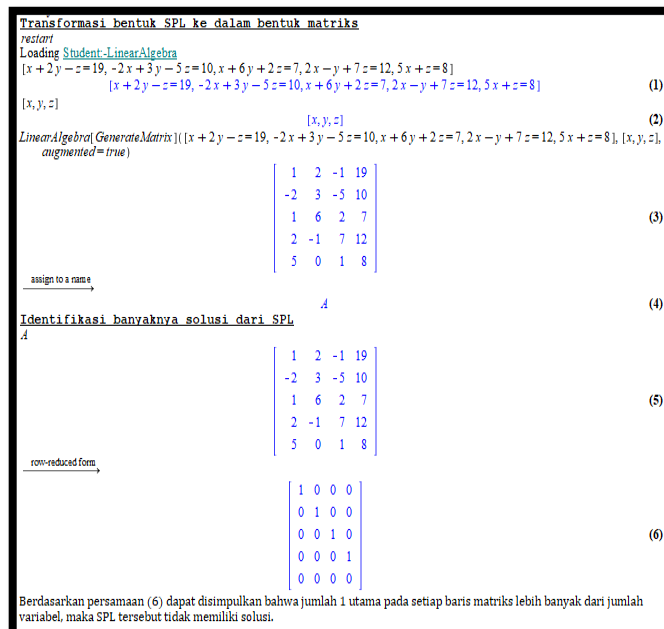 Transformasi bentuk SPL ke dalam bentuk matriks
restart
Loading Student:-LinearAlgebra
[x + 2 y − z = 19, -2 x + 3 y − 5 z = 10, x + 6 y + 2 z = 7, 2 x − y + 7 z = 12, 5 x + z = 8]
[x + 2 y − z = 19, -2 x + 3 y − 5 z = 10, x + 6 y + 2 z = 7, 2 x − y + 7 z = 12, 5 x + z = 8] (1)
[x, y, z]
[x, y, z] (2)
LinearAlgebra[GenerateMatrix]([x + 2 y − z = 19, -2 x + 3 y − 5 z = 10, x + 6 y + 2 z = 7, 2 x − y + 7 z = 12, 5 x + z = 8], [x, y, z],
augmented = true)
1 2 -1 19
-2 3 -5 10
1 6 2 7 (3)
2 -1 7 12
5 0 1 8
assign to a name
A (4)
Identifikasi banyaknya solusi dari SPL
A
1 2 -1 19
-2 3 -5 10
1 6 2 7 (5)
2 -1 7 12
5 0 1 8
row-reduced form
1 0 0 0
0 1 0 0
0 0 1 0 (6)
0 0 0 1
0 0 0 0
Berdasarkan persamaan (6) dapat disimpulkan bahwa jumlah 1 utama pada setiap baris matriks lebih banyak dari jumlah
variabel, maka SPL tersebut tidak memiliki solusi.